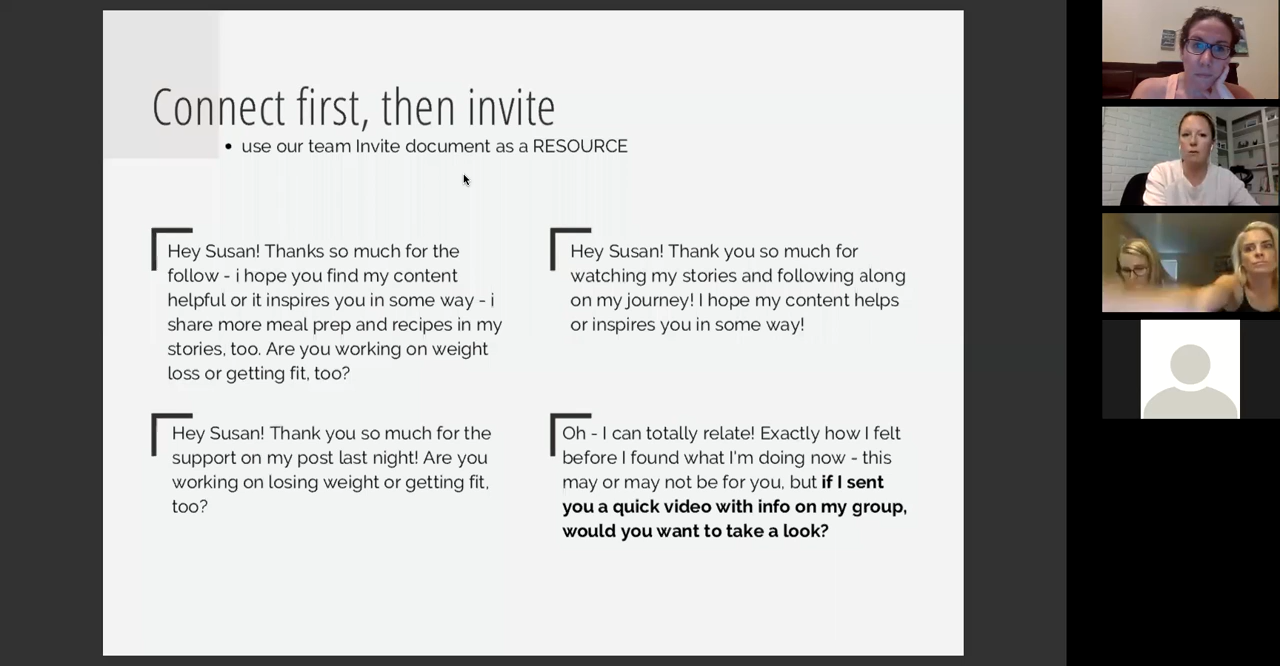 Connect first, then invite
• use our team Invite document as a RESOURCE
Hey Susan! Thanks so much for the
follow - i hope you find my content
helpful or it inspires you in some way - i
share more meal prep and recipes in my
stories, too. Are you working on weight
loss or getting fit, too?
Hey Susan! Thank you so much for
watching my stories and following along
on my journey! I hope my content helps
or inspires you in some way!
Hey Susan! Thank you so much for the
support on my post last night! Are you
working on losing weight or getting fit,
too?
Oh - I can totally relate! Exactly how I felt
before I found what I'm doing now - this
may or may not be for you, but if I sent
you a quick video with info on my group,
would you want to take a look?